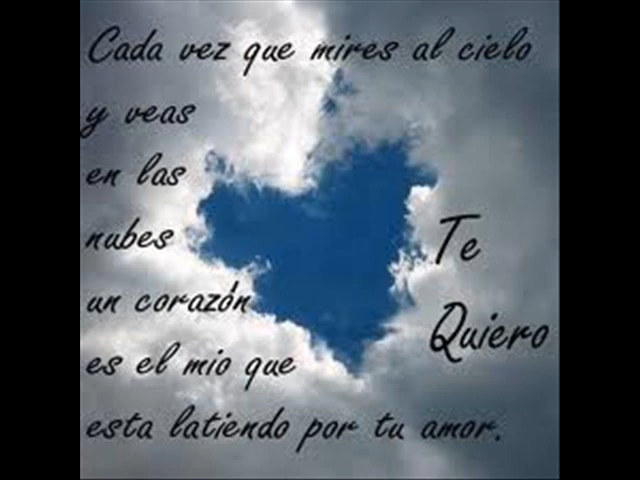 Cada vez que mires al cielo
y veas
en las
nubes
un corazón
es el mio que
esta latiendo por tu amor.
Te
Quiero